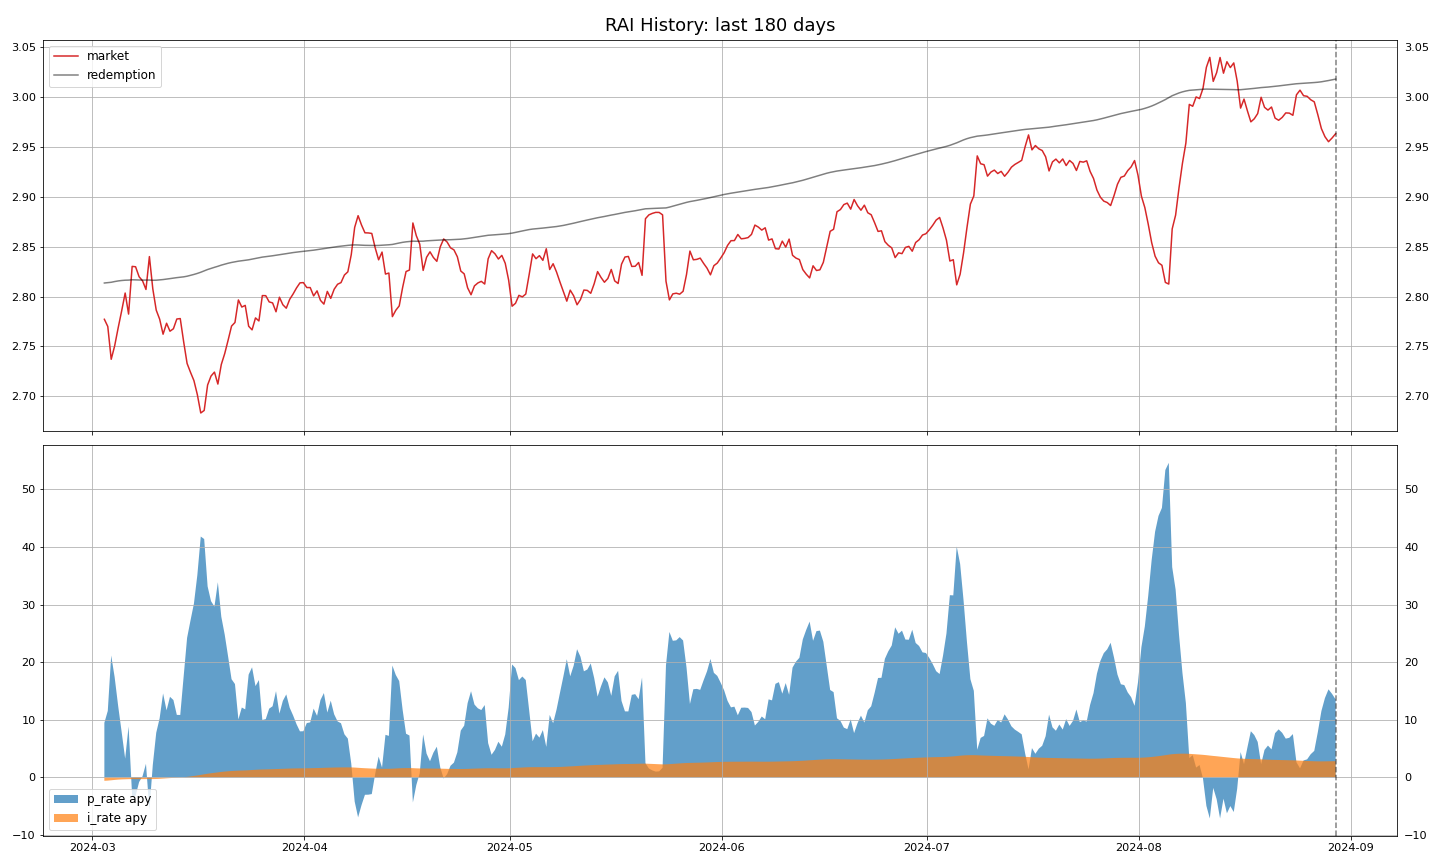 RAI History: last 180 days
3.05 3.05
market
redemption
3.00 3.00
2.95 2.95
2.90 2.90
2.85 2.85
2.80 2.80
2.75 2.75
2.70 2.70
50 50
40 40
30 30
20 20
10 10
0 0
p_rate apy
i_rate apy
−10 −10
2024-03 2024-04 2024-05 2024-06 2024-07 2024-08 2024-09